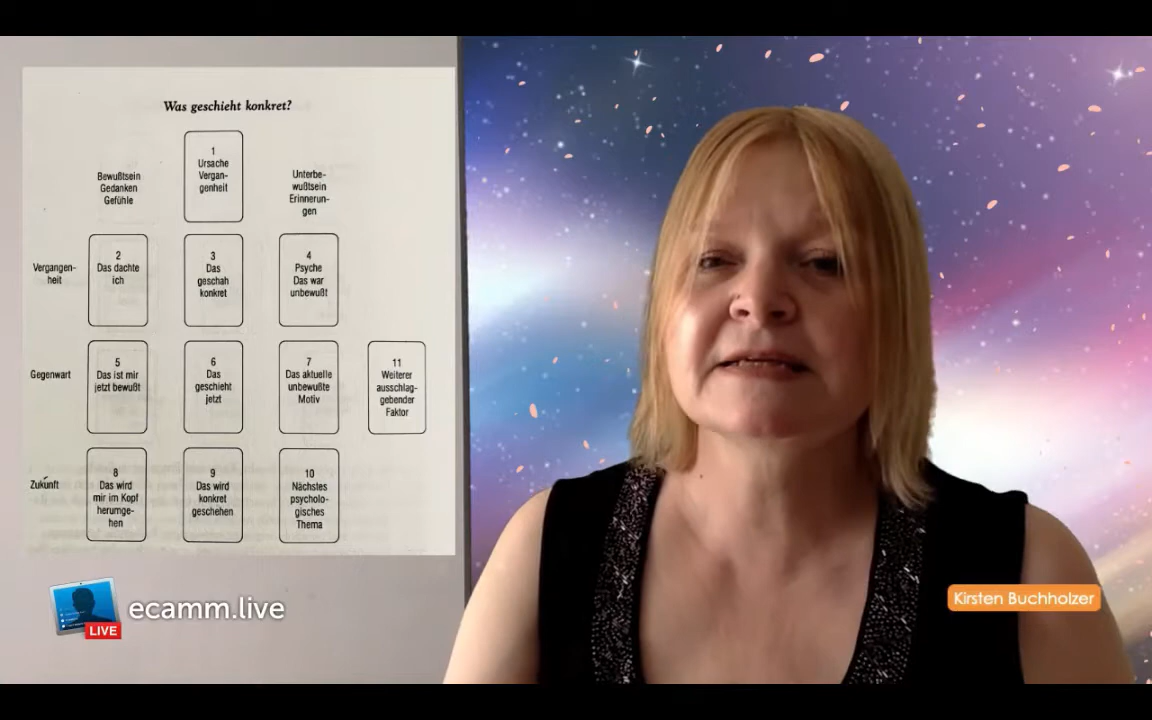 Was geschieht konkret?
Bewußtsein
Gedanken
Gefühle
1
Ursache
Vergan-
genheit
Unterbe-
wußtsein
Erinnerun-
gen
Vergangen-
heit
2
Das dachte
ich
3
Das
geschah
konkret
4
Psyche
Das war
unbewußt
Gegenwart
5
Das ist mir
jetzt bewußt
6
Das
geschieht
jetzt
7
Das aktuelle
unbewußte
Motiv
11
Weiterer
ausschlag-
gebender
Faktor
Zukunft
8
Das wird
mir im Kopf
herumge-
hen
9
Das wird
konkret
geschehen
10
Nächstes
psycholo-
gisches
Thema
LIVE
ecamm.live
Kirsten Buchholzer